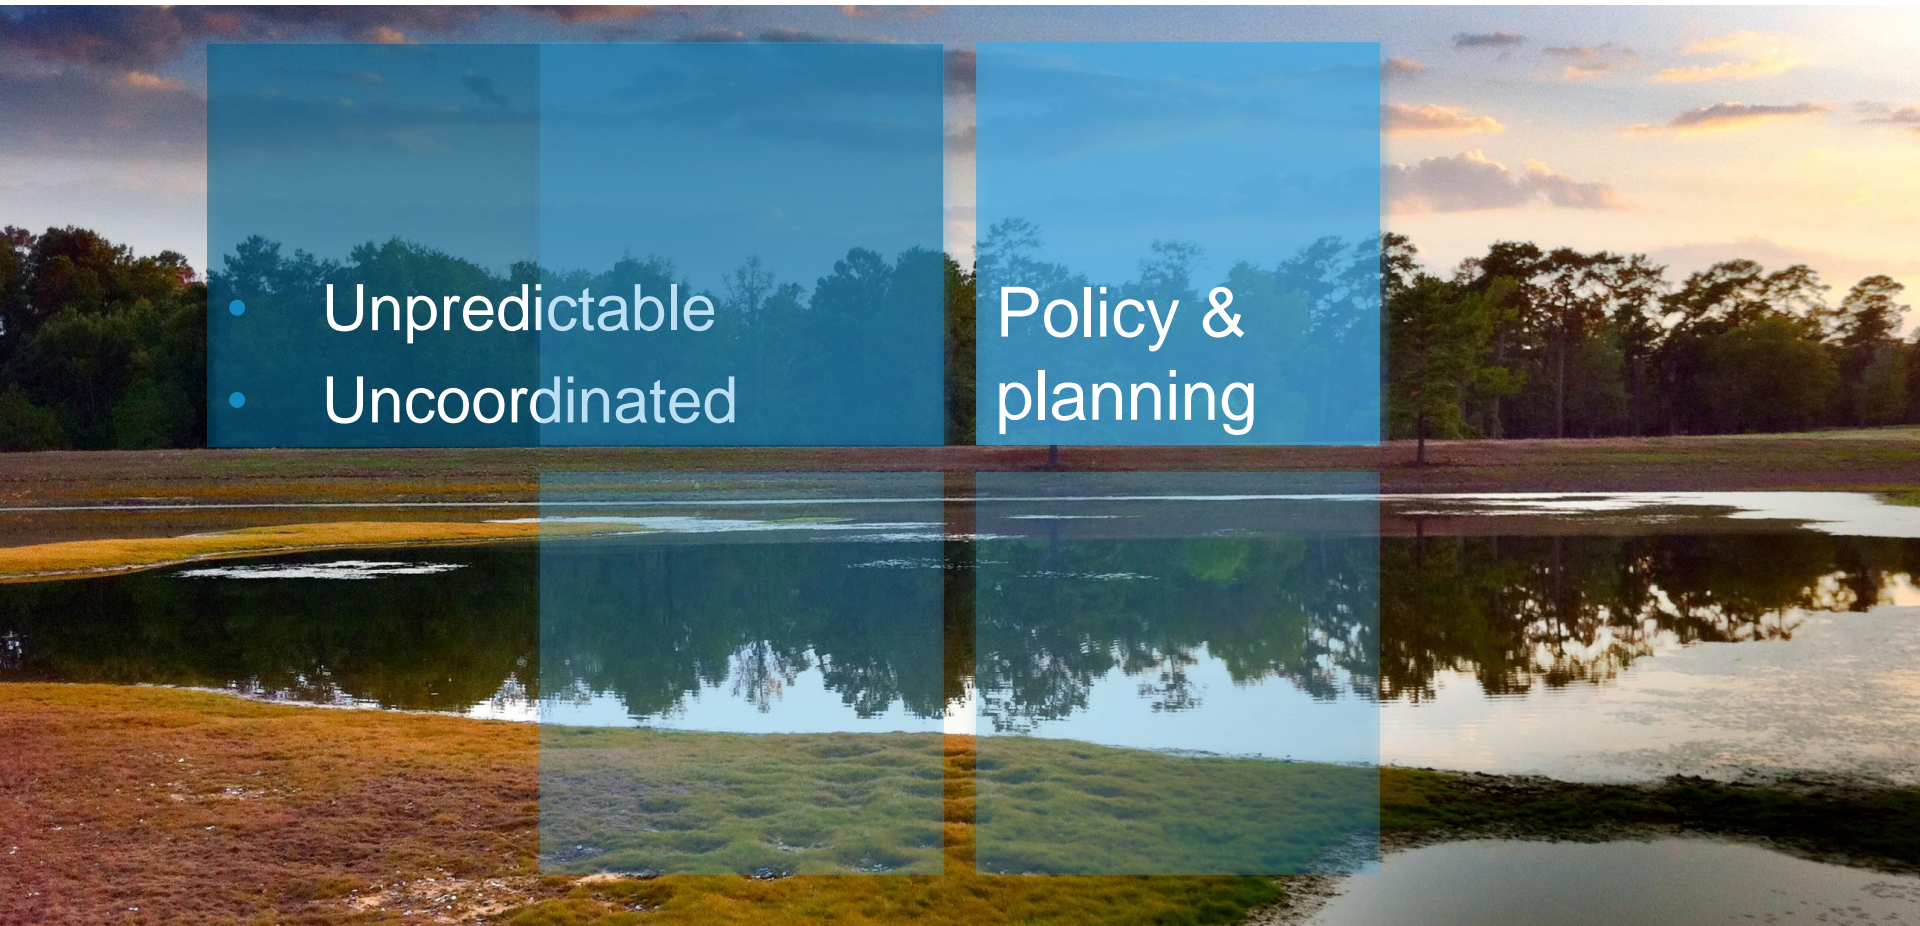 • Unpredictable
• Uncoordinated
Policy &
planning